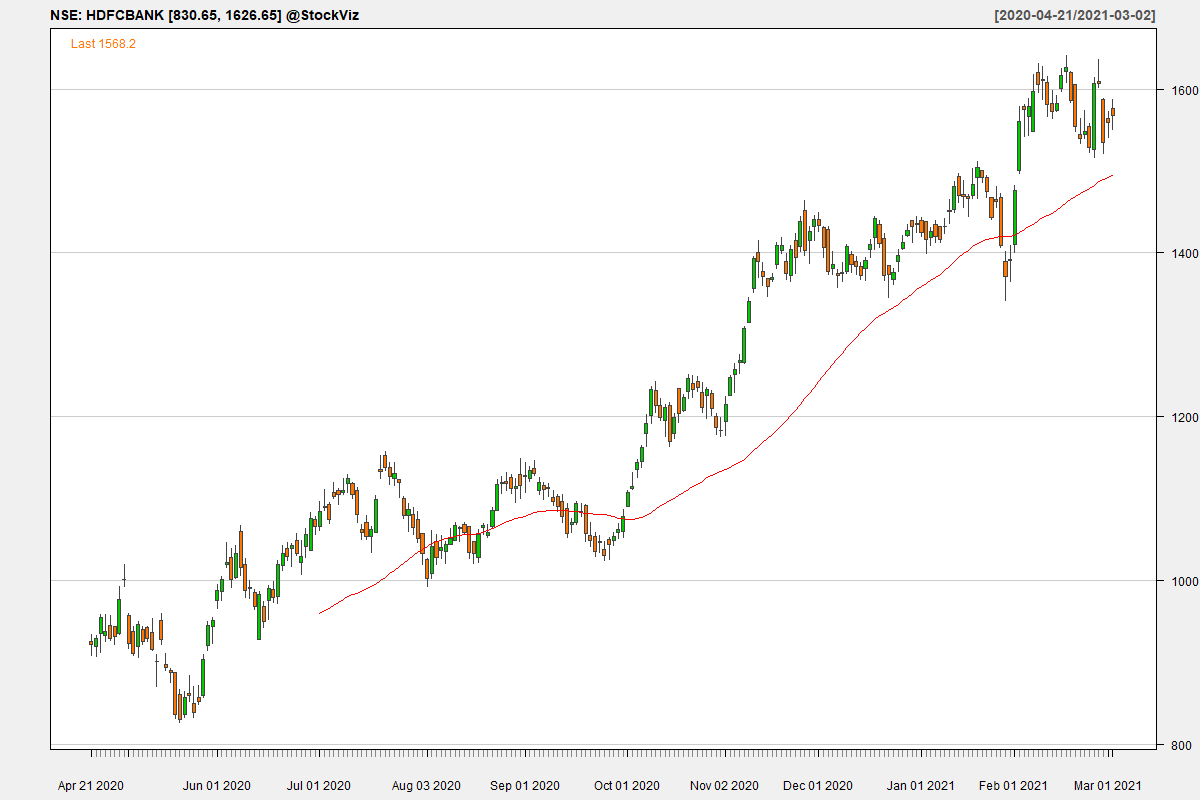 NSE: HDFCBANK [830.65, 1626.65] @StockViz
[2020-04-21/2021-03-02]
Last 1568.2
1600
1400
1200
1000
800
Apr 21 2020
Jun 01 2020
Jul 01 2020
Aug 03 2020
Sep 01 2020
Oct 01 2020
Nov 02 2020
Dec 01 2020
Jan 01 2021
Feb 01 2021
Mar 01 2021